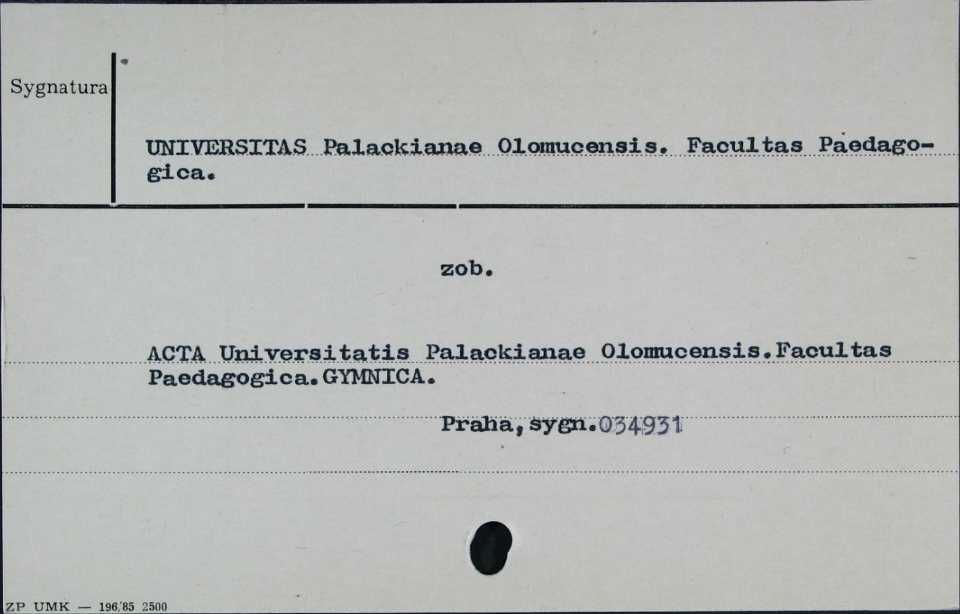 Sygnatura
UNIVERSITAS Palackianae Olomucensis. Facultas Paedago-
gica.
zob.
ACTA Universitatis Palackianae Olomucensis.Facultas
Paedagogica.GYMNICA.
Praha,sygn.034931
ZP UMK — 196/85 2500